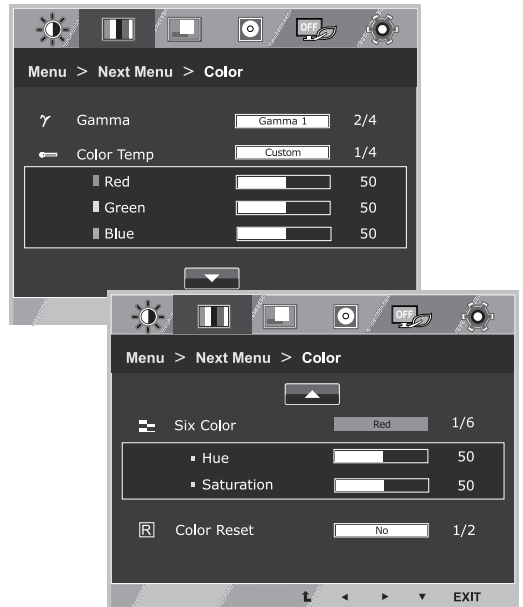 OFF
Menu > Next Menu > Color
γ Gamma Gamma 1 2/4
Color Temp Custom 1/4
Red 50
Green 50
Blue 50
OFF
Menu > Next Menu > Color
Six Color Red 1/6
Hue 50
Saturation 50
R Color Reset No 1/2
EXIT